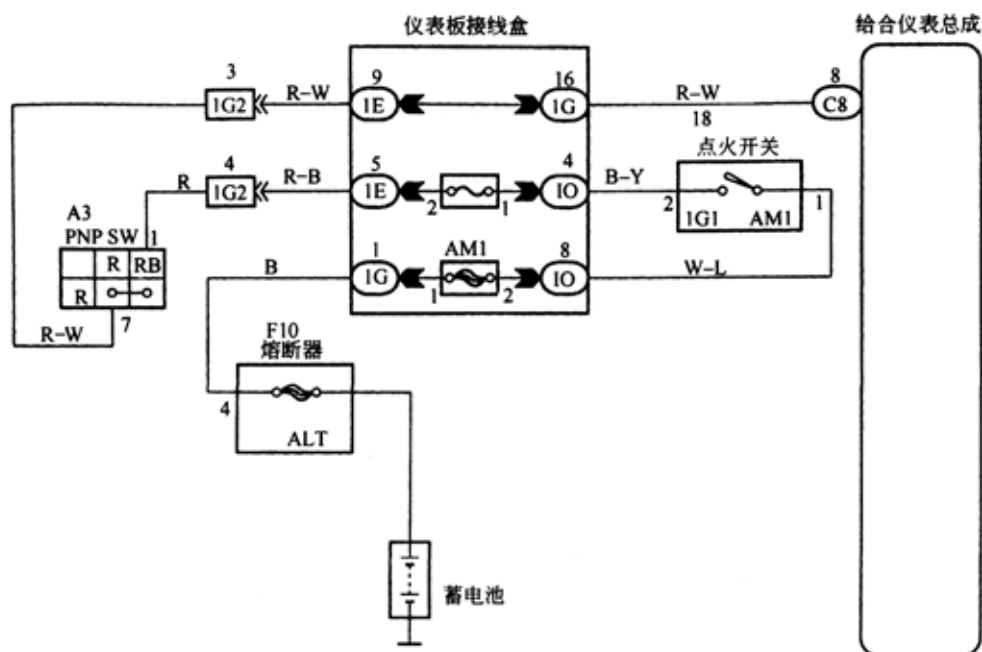 仪表板接线盒
给合仪表总成
3
1G2
R-W
9
1E
16
1G
R-W
18
8
C8
4
1G2
R
R-B
5
1E
2
1
4
IO
B-Y
点火开关
2
1G1
AM1
1
A3
PNP SW
1
R
RB
R
7
R-W
B
1
1G
AM1
1
2
8
IO
W-L
F10
熔断器
4
ALT
蓄电池